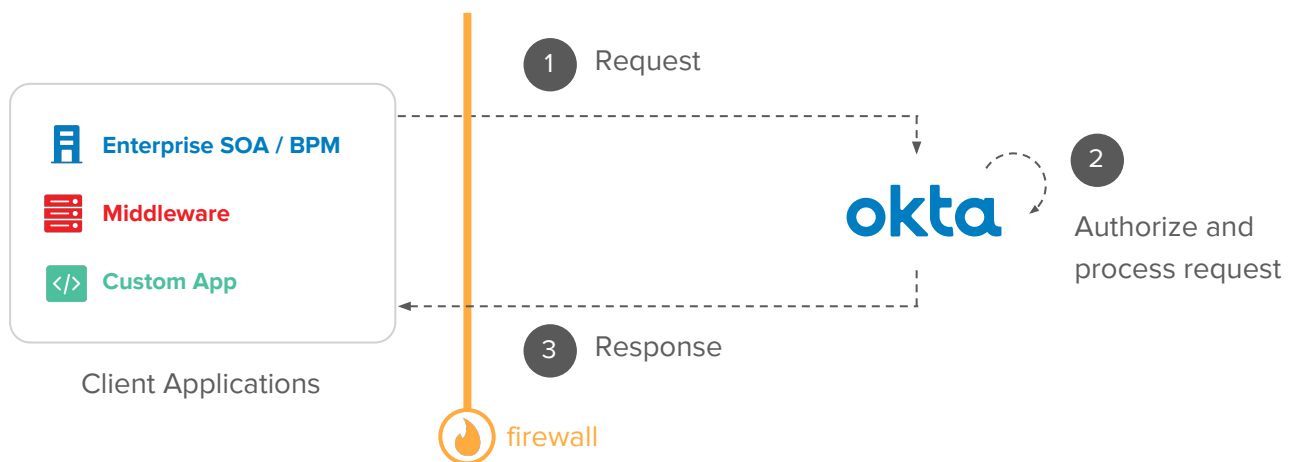 1 Request
Enterprise SOA / BPM
Middleware
</> Custom App
okta
2
Authorize and
process request
3 Response
Client Applications
firewall